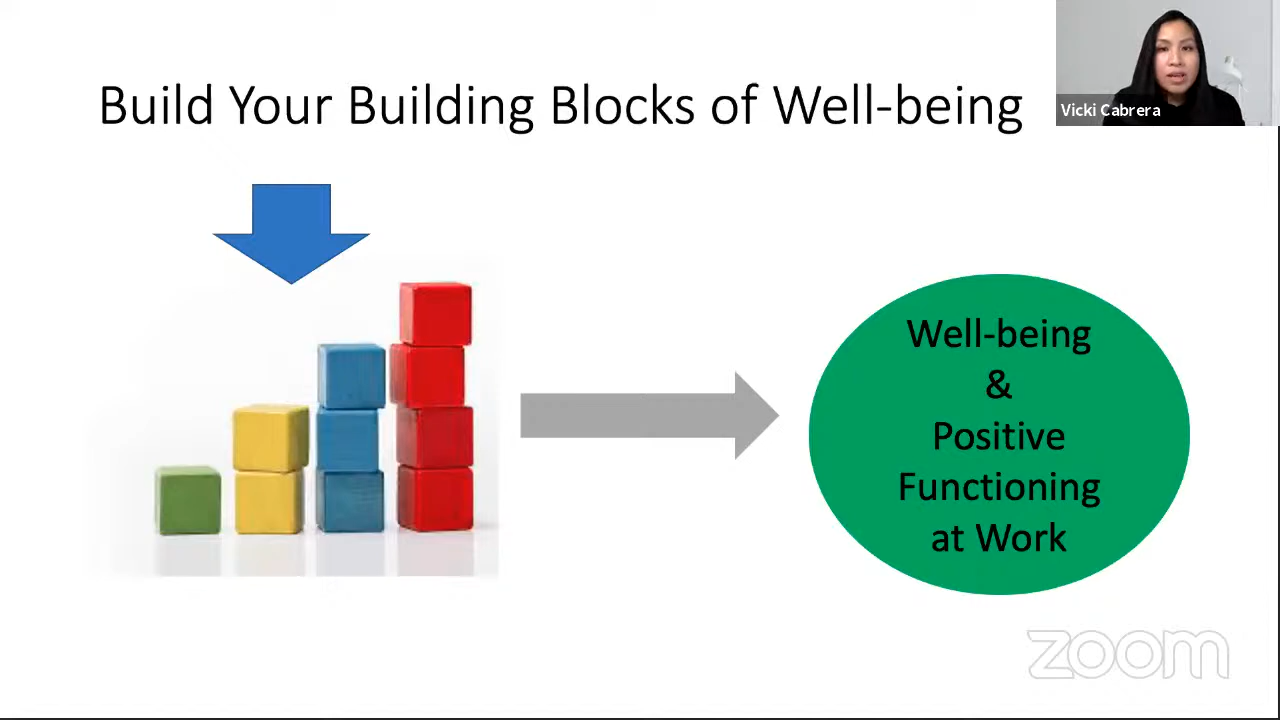 Build Your Building Blocks of Well-being
Vicki Cabrera
Well-being
&
Positive
Functioning
at Work
zoom